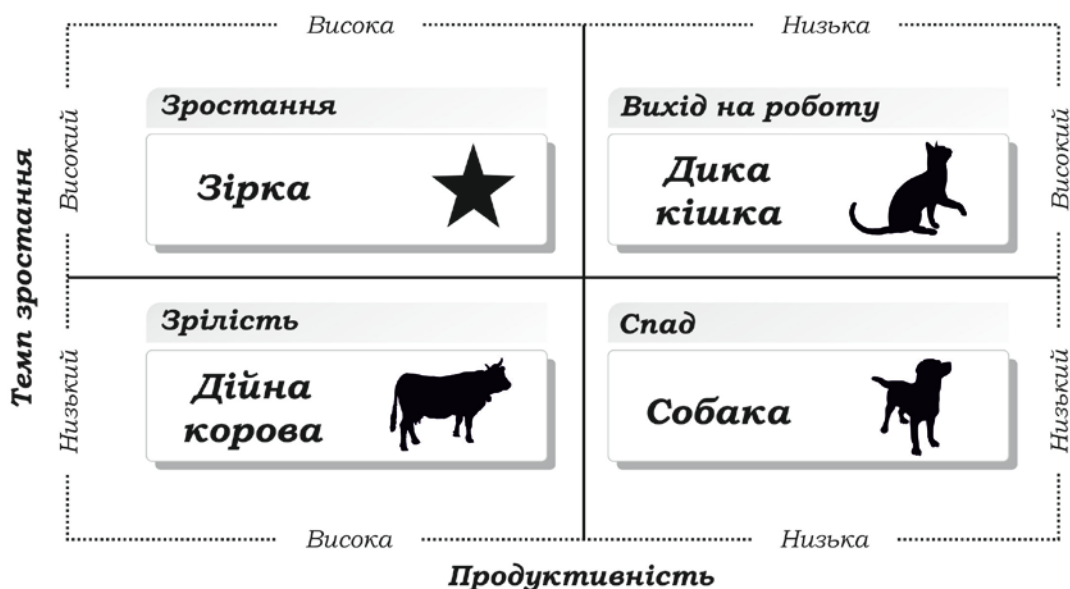 Висока
Низька
Високий
Темп зростання
Зростання
Зірка
Вихід на роботу
Дика
кішка
Високий
Низький
Зрілість
Дійна
корова
Спад
Собака
Низький
Висока
Низька
Продуктивність